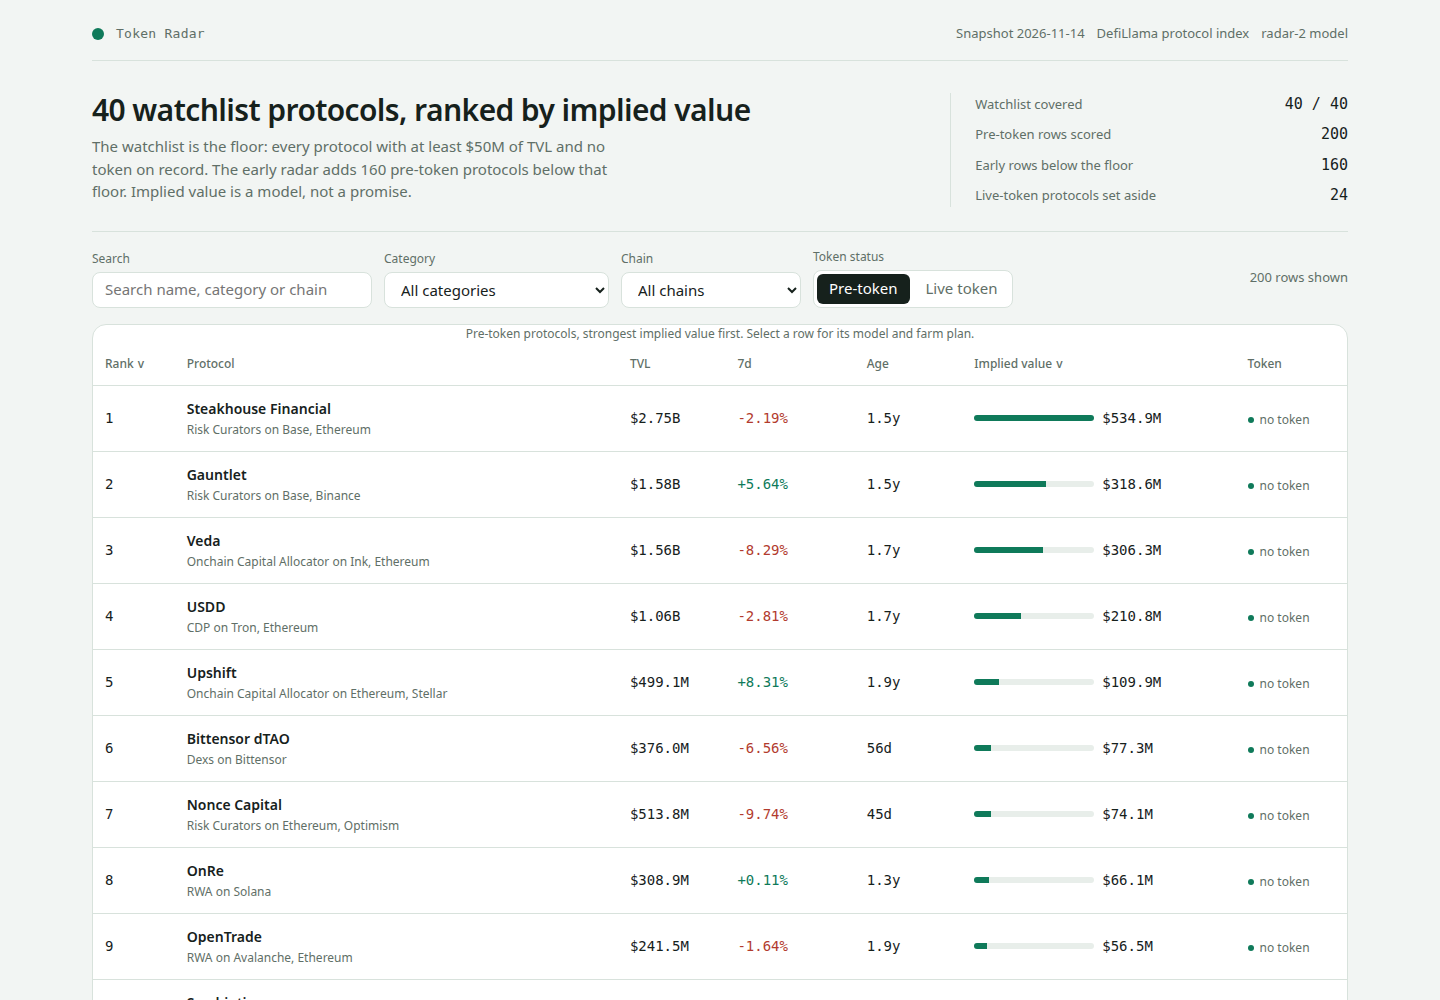 Token Radar
Snapshot 2026-11-14 DefiLlama protocol index radar-2 model
40 watchlist protocols, ranked by implied value
The watchlist is the floor: every protocol with at least $50M of TVL and no
token on record. The early radar adds 160 pre-token protocols below that
floor. Implied value is a model, not a promise.
Watchlist covered 40 / 40
Pre-token rows scored 200
Early rows below the floor 160
Live-token protocols set aside 24
Search
Category
Chain
Token status
Search name, category or chain
All categories
All chains
Pre-token
Live token
200 rows shown
Pre-token protocols, strongest implied value first. Select a row for its model and farm plan.
Rank v Protocol TVL 7d Age Implied value v Token
1 Steakhouse Financial $2.75B -2.19% 1.5y $534.9M no token
Risk Curators on Base, Ethereum
2 Gauntlet $1.58B +5.64% 1.5y $318.6M no token
Risk Curators on Base, Binance
3 Veda $1.56B -8.29% 1.7y $306.3M no token
Onchain Capital Allocator on Ink, Ethereum
4 USDD $1.06B -2.81% 1.7y $210.8M no token
CDP on Tron, Ethereum
5 Upshift $499.1M +8.31% 1.9y $109.9M no token
Onchain Capital Allocator on Ethereum, Stellar
6 Bittensor dTAO $376.0M -6.56% 56d $77.3M no token
Dexs on Bittensor
7 Nonce Capital $513.8M -9.74% 45d $74.1M no token
Risk Curators on Ethereum, Optimism
8 OnRe $308.9M +0.11% 1.3y $66.1M no token
RWA on Solana
9 OpenTrade $241.5M -1.64% 1.9y $56.5M no token
RWA on Avalanche, Ethereum